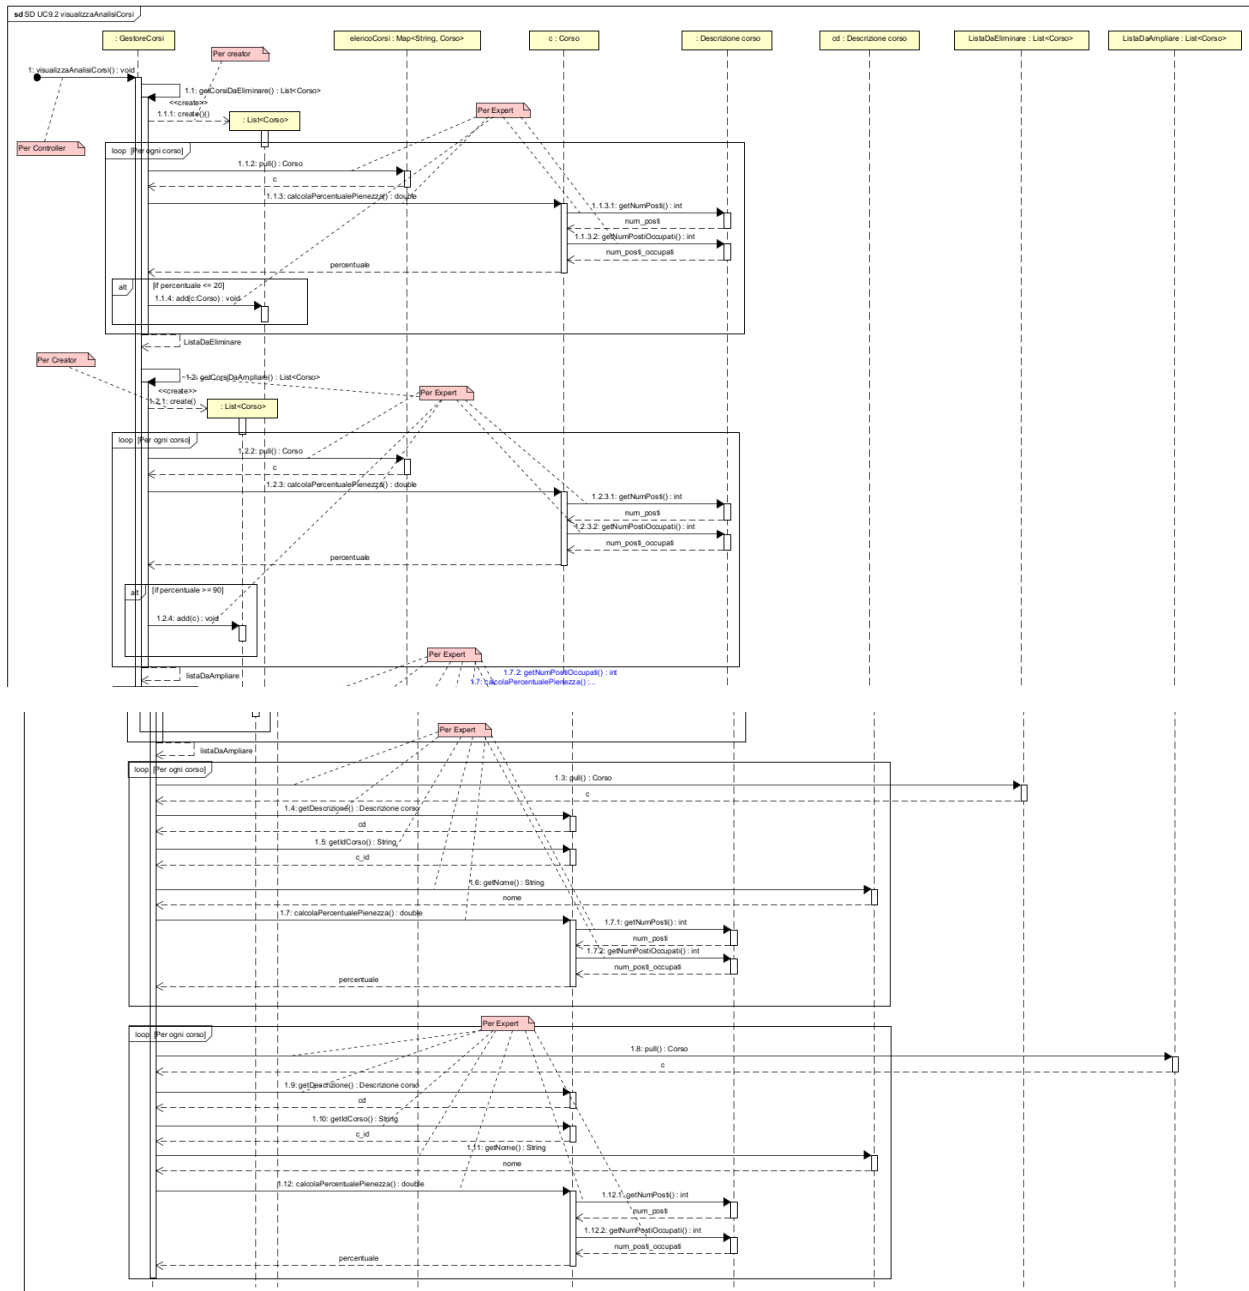 sd SD UC9.2 visualizzaAnalisiCorsi
: GestoreCorsi
elencoCorsi : Map<String, Corso>
c : Corso
: Descrizione corso
cd : Descrizione corso
ListaDaEliminare : List<Corso>
ListaDaAmpliare : List<Corso>
Per creator
1: visualizzaAnalisiCorsi() : void
1.1: getCorsiDaEliminare() : List<Corso>
<<create>>
1.1.1: create()()
: List<Corso>
Per Expert
Per Controller
loop [Per ogni corso]
1.1.2: pull() : Corso
c
1.1.3: calcolaPercentualePienezza() : double
1.1.3.1: getNumPosti() : int
num_posti
1.1.3.2: getNumPostiOccupati() : int
num_posti_occupati
percentuale
alt [if percentuale <= 20]
1.1.4: add(c:Corso) : void
ListaDaEliminare
Per Creator
1.2: getCorsiDaAmpliare() : List<Corso>
<<create>>
1.2.1: create()
: List<Corso>
Per Expert
loop [Per ogni corso]
1.2.2: pull() : Corso
c
1.2.3: calcolaPercentualePienezza() : double
1.2.3.1: getNumPosti() : int
num_posti
1.2.3.2: getNumPostiOccupati() : int
num_posti_occupati
percentuale
alt [if percentuale >= 90]
1.2.4: add(c) : void
Per Expert
listaDaAmpliare
1.7.2: getNumPostiOccupati() : int
1.7: calcolaPercentualePienezza() :...
Per Expert
listaDaAmpliare
loop [Per ogni corso]
1.3: pull() : Corso
c
1.4: getDescrizione() : Descrizione corso
cd
1.5: getIdCorso() : String
c_id
1.6: getNome() : String
nome
1.7: calcolaPercentualePienezza() : double
1.7.1: getNumPosti() : int
num_posti
1.7.2: getNumPostiOccupati() : int
num_posti_occupati
percentuale
Per Expert
loop [Per ogni corso]
1.8: pull() : Corso
c
1.9: getDescrizione() : Descrizione corso
cd
1.10: getIdCorso() : String
c_id
1.11: getNome() : String
nome
1.12: calcolaPercentualePienezza() : double
1.12.1: getNumPosti() : int
num_posti
1.12.2: getNumPostiOccupati() : int
num_posti_occupati
percentuale